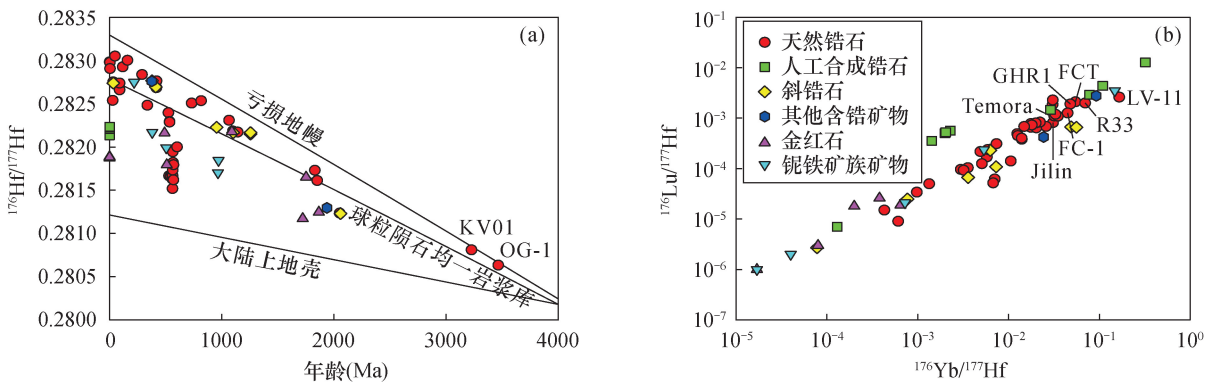 (a)
0.2835
0.2830
0.2825
0.2820
0.2815
0.2810
0.2805
0.2800
¹⁷⁶Hf/¹⁷⁷Hf
亏损地幔
球粒陨石均一岩浆库
大陆上地壳
KV01
OG-1
0
1000
2000
3000
4000
年龄(Ma)
(b)
10⁻¹
10⁻²
10⁻³
10⁻⁴
10⁻⁵
10⁻⁶
10⁻⁷
¹⁷⁶Lu/¹⁷⁷Hf
天然锆石
人工合成锆石
斜锆石
其他含锆矿物
金红石
铌铁矿族矿物
GHR1
FCT
Temora
LV-11
R33
FC-1
Jilin
10⁻⁵
10⁻⁴
10⁻³
10⁻²
10⁻¹
10⁰
¹⁷⁶Yb/¹⁷⁷Hf